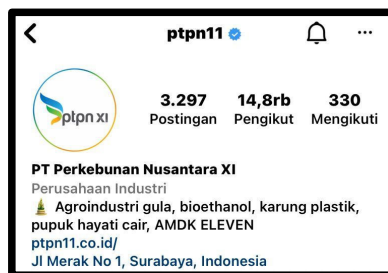 ptpn11
ptpn XI
3.297 14,8rb 330
Postingan Pengikut Mengikuti
PT Perkebunan Nusantara XI
Perusahaan Industri
Agroindustri gula, bioethanol, karung plastik,
pupuk hayati cair, AMDK ELEVEN
ptpn11.co.id/
Jl Merak No 1, Surabaya, Indonesia